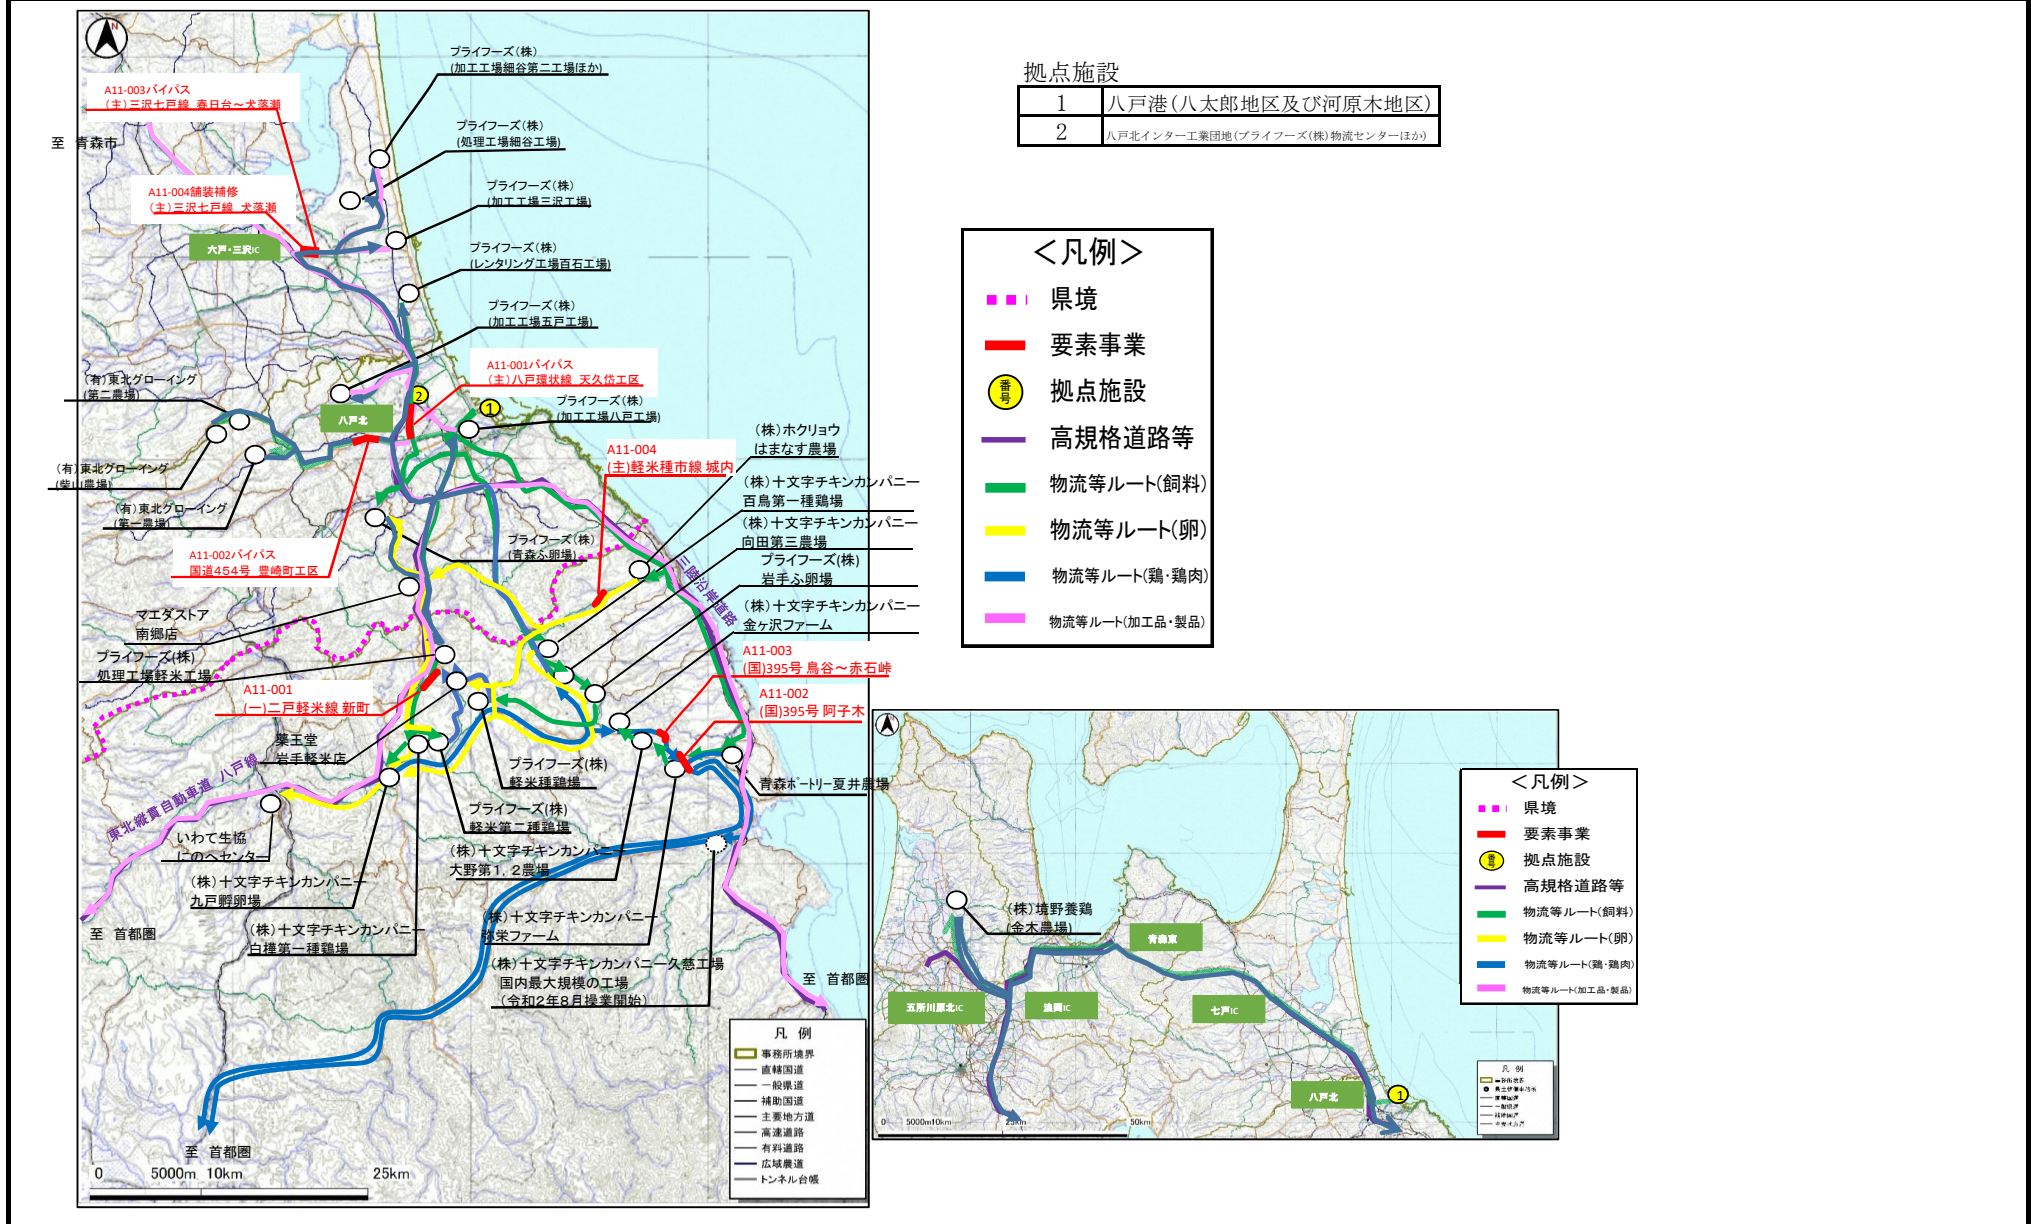 N
A11-003バイパス
(主)三沢七戸線 春日台～犬落瀬
至 青森市
A11-004舗装補修
(主)三沢七戸線 犬落瀬
六戸・三沢IC
プライフーズ(株)
(加工工場細谷第二工場ほか)
プライフーズ(株)
(処理工場細谷工場)
プライフーズ(株)
(加工工場三沢工場)
プライフーズ(株)
(レンタリング工場百石工場)
プライフーズ(株)
(加工工場五戸工場)
A11-001バイパス
(主)八戸環状線 天久岱工区
(有)東北グローイング
(第二農場)
2
1
プライフーズ(株)
(加工工場八戸工場)
八戸北
(有)東北グローイング
(柴山農場)
(有)東北グローイング
(第一農場)
A11-002バイパス
国道454号 豊崎町工区
プライフーズ(株)
(青森ふ卵場)
A11-004
(主)軽米種市線 城内
(株)ホクリョウ
はまなす農場
(株)十文字チキンカンパニー
百鳥第一種鶏場
(株)十文字チキンカンパニー
向田第三農場
プライフーズ(株)
岩手ふ卵場
(株)十文字チキンカンパニー
金ヶ沢ファーム
三陸沿岸道路
マエダストア
南郷店
プライフーズ(株)
処理工場軽米工場
A11-001
(一)二戸軽米線 新町
A11-003
(国)395号 鳥谷～赤石峠
A11-002
(国)395号 阿子木
薬王堂
岩手軽米店
東北縦貫自動車道 八戸線
プライフーズ(株)
軽米種鶏場
青森ポートリー夏井農場
プライフーズ(株)
軽米第二種鶏場
いわて生協
にのへセンター
(株)十文字チキンカンパニー
大野第1, 2農場
(株)十文字チキンカンパニー
九戸孵卵場
(株)十文字チキンカンパニー
弥栄ファーム
(株)十文字チキンカンパニー
白樺第一種鶏場
至 首都圏
(株)十文字チキンカンパニー久慈工場
国内最大規模の工場
(令和2年8月操業開始)
至 首都圏
至 首都圏
0 5000m 10km 25km
凡 例
事務所境界
直轄国道
一般県道
補助国道
主要地方道
高速道路
有料道路
広域農道
トンネル台帳
拠点施設
1 八戸港(八太郎地区及び河原木地区)
2 八戸北インター工業団地(プライフーズ(株)物流センターほか)
＜凡例＞
県境
要素事業
番号 拠点施設
高規格道路等
物流等ルート(飼料)
物流等ルート(卵)
物流等ルート(鶏・鶏肉)
物流等ルート(加工品・製品)
(株)境野養鶏
(金木農場)
青森東
五所川原北IC
浪岡IC
七戸IC
八戸北
1
0 5000m10km 25km 50km
＜凡例＞
県境
要素事業
番号 拠点施設
高規格道路等
物流等ルート(飼料)
物流等ルート(卵)
物流等ルート(鶏・鶏肉)
物流等ルート(加工品・製品)
凡 例